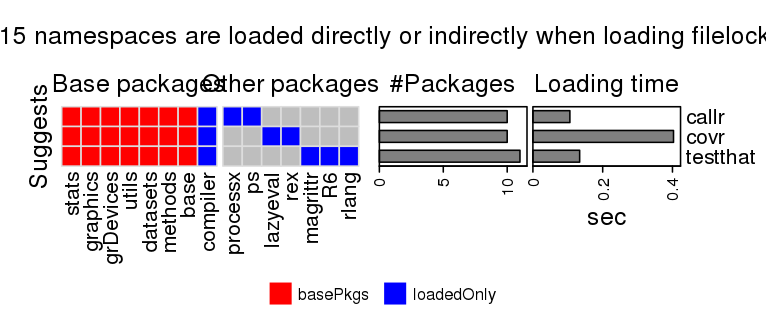 15 namespaces are loaded directly or indirectly when loading filelock
Base packages
Other packages
#Packages
Loading time
Suggests
callr
covr
testthat
stats
graphics
grDevices
utils
datasets
methods
base
compiler
processx
ps
lazyeval
rex
magrittr
R6
rlang
0
5
10
0
0.2
0.4
sec
basePkgs
loadedOnly